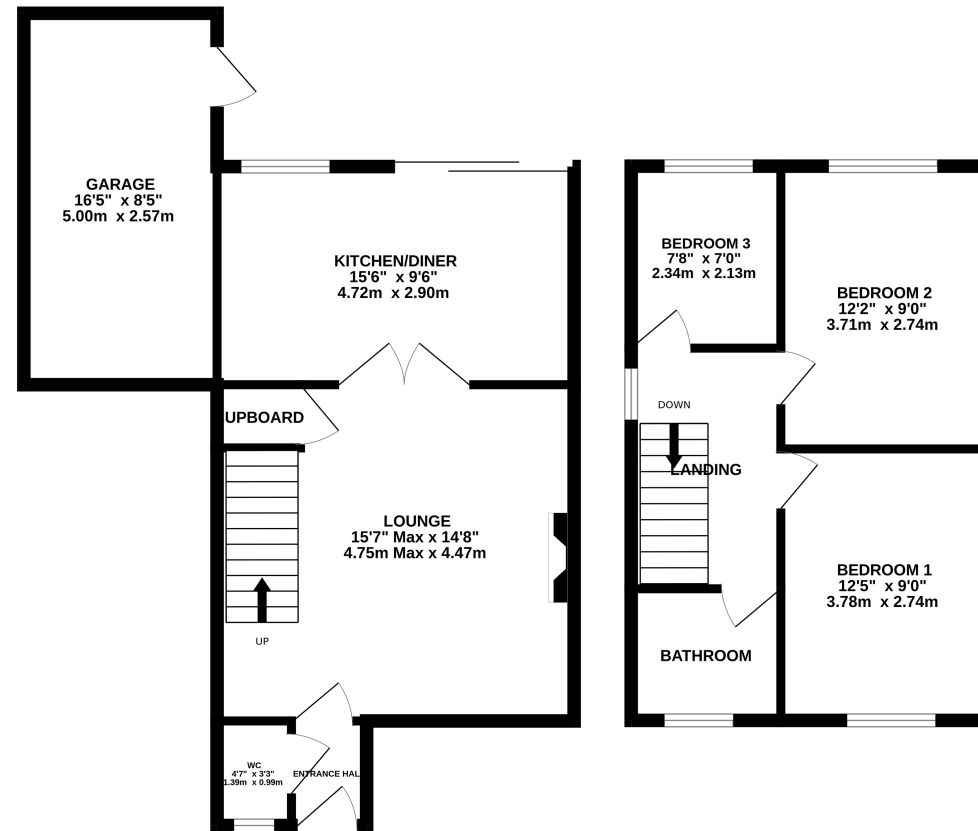 GARAGE
16'5" x 8'5"
5.00m x 2.57m
KITCHEN/DINER
15'6" x 9'6"
4.72m x 2.90m
UPBOARD
LOUNGE
15'7" Max x 14'8"
4.75m Max x 4.47m
UP
WC
4'7" x 3'3"
1.39m x 0.99m
ENTRANCE HAL
BEDROOM 3
7'8" x 7'0"
2.34m x 2.13m
BEDROOM 2
12'2" x 9'0"
3.71m x 2.74m
DOWN
LANDING
BEDROOM 1
12'5" x 9'0"
3.78m x 2.74m
BATHROOM